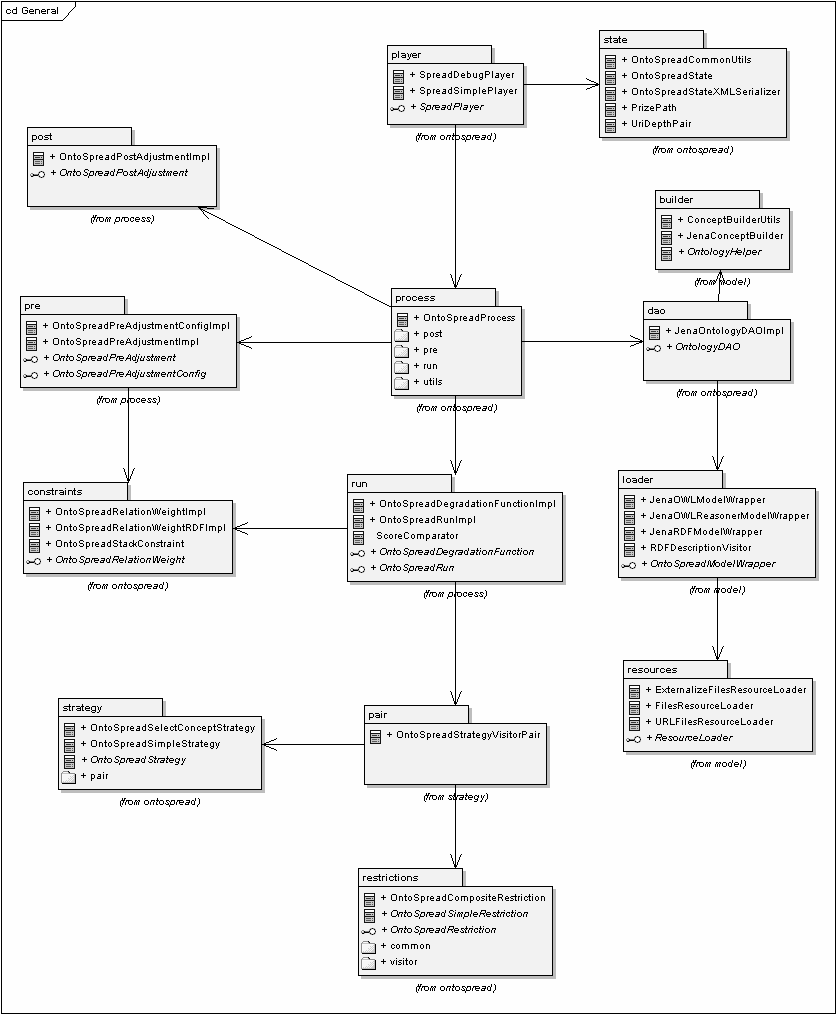 cd General
player
+ SpreadDebugPlayer
+ SpreadSimplePlayer
+ SpreadPlayer
(from ontospread)
state
+ OntoSpreadCommonUtils
+ OntoSpreadState
+ OntoSpreadStateXMLSerializer
+ PrizePath
+ UriDepthPair
(from ontospread)
post
+ OntoSpreadPostAdjustmentImpl
+ OntoSpreadPostAdjustment
(from process)
builder
+ ConceptBuilderUtils
+ JenaConceptBuilder
+ OntologyHelper
(from model)
pre
+ OntoSpreadPreAdjustmentConfigImpl
+ OntoSpreadPreAdjustmentImpl
+ OntoSpreadPreAdjustment
+ OntoSpreadPreAdjustmentConfig
(from process)
process
+ OntoSpreadProcess
+ post
+ pre
+ run
+ utils
(from ontospread)
dao
+ JenaOntologyDAOImpl
+ OntologyDAO
(from ontospread)
constraints
+ OntoSpreadRelationWeightImpl
+ OntoSpreadRelationWeightRDFImpl
+ OntoSpreadStackConstraint
+ OntoSpreadRelationWeight
(from ontospread)
run
+ OntoSpreadDegradationFunctionImpl
+ OntoSpreadRunImpl
ScoreComparator
+ OntoSpreadDegradationFunction
+ OntoSpreadRun
(from process)
loader
+ JenaOWLModelWrapper
+ JenaOWLReasonerModelWrapper
+ JenaRDFModelWrapper
+ RDFDescriptionVisitor
+ OntoSpreadModelWrapper
(from model)
resources
+ ExternalizeFilesResourceLoader
+ FilesResourceLoader
+ URLFilesResourceLoader
+ ResourceLoader
(from model)
strategy
+ OntoSpreadSelectConceptStrategy
+ OntoSpreadSimpleStrategy
+ OntoSpreadStrategy
+ pair
(from ontospread)
pair
+ OntoSpreadStrategyVisitorPair
(from strategy)
restrictions
+ OntoSpreadCompositeRestriction
+ OntoSpreadSimpleRestriction
+ OntoSpreadRestriction
+ common
+ visitor
(from ontospread)